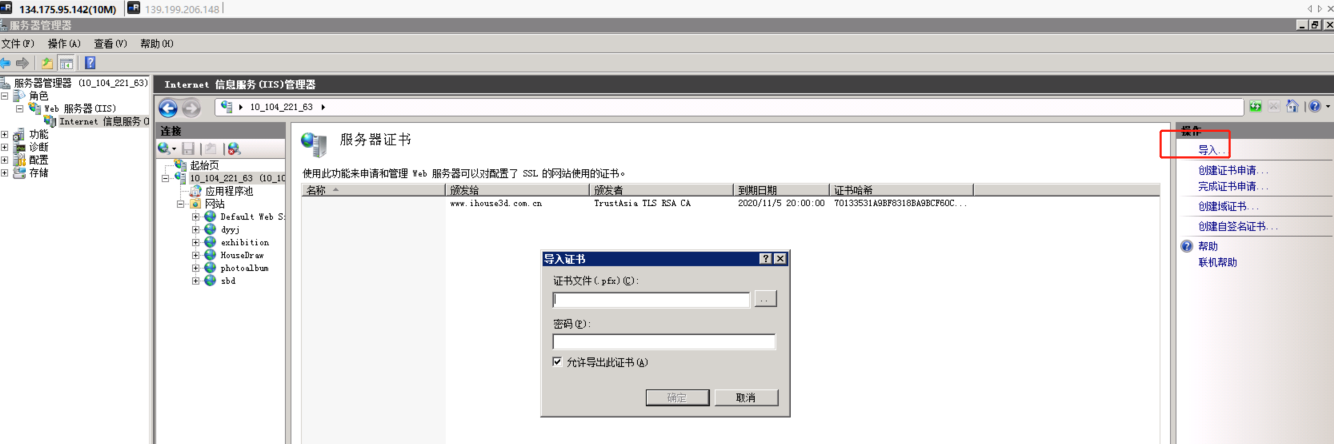 134.175.95.142(10M) 139.199.206.148
服务器管理器
文件(F) 操作(A) 查看(V) 帮助(H)
服务器管理器 (10_104_221_63)
角色
Web 服务器(IIS)
Internet 信息服务(I
功能
诊断
配置
存储
Internet 信息服务(IIS)管理器
10_104_221_63
连接
起始页
10_104_221_63 (10_10
应用程序池
网站
Default Web S
dyyj
exhibition
HouseDraw
photoalbum
sbd
服务器证书
使用此功能来申请和管理 Web 服务器可以对配置了 SSL 的网站使用的证书。
名称 颁发给 颁发者 到期日期 证书哈希
www.ihouse3d.com.cn TrustAsia TLS RSA CA 2020/11/5 20:00:00 70133531A9BF8318BA9BCF60C...
导入证书
证书文件(.pfx)(C):
..
密码(P):
允许导出此证书(A)
确定 取消
操作
导入...
创建证书申请...
完成证书申请...
创建域证书...
创建自签名证书...
帮助
联机帮助